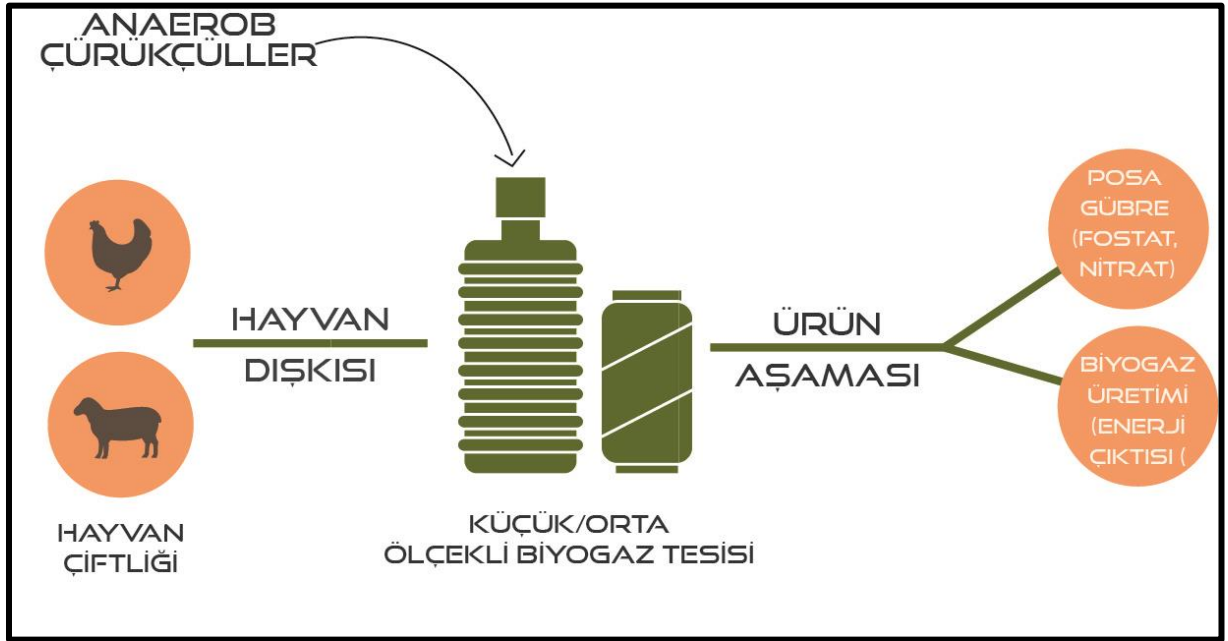 ANAEROB
ÇÜRÜKÇÜLLER
HAYVAN
DIŞKISI
HAYVAN
ÇİFTLİĞİ
KÜÇÜK/ORTA
ÖLÇEKLİ BİYOGAZ TESİSİ
ÜRÜN
AŞAMASI
POSA
GÜBRE
(FOSTAT,
NİTRAT)
BİYOGAZ
ÜRETİMİ
(ENERJİ
ÇIKTISI (